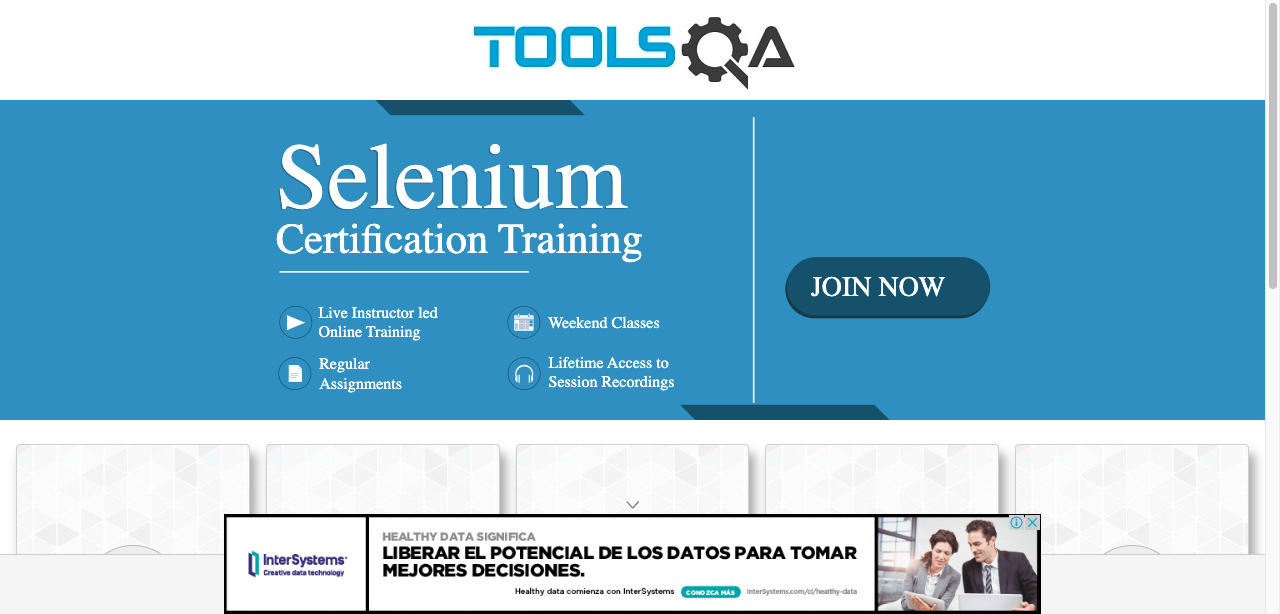 TOOLSQA
Selenium
Certification Training
JOIN NOW
Live Instructor led
Online Training
Weekend Classes
Regular
Assignments
Lifetime Access to
Session Recordings
InterSystems
Creative data technology
HEALTHY DATA SIGNIFICA
LIBERAR EL POTENCIAL DE LOS DATOS PARA TOMAR
MEJORES DECISIONES.
Healthy data comienza con InterSystems CONOZCA MÁS InterSystems.com/cl/healthy-data